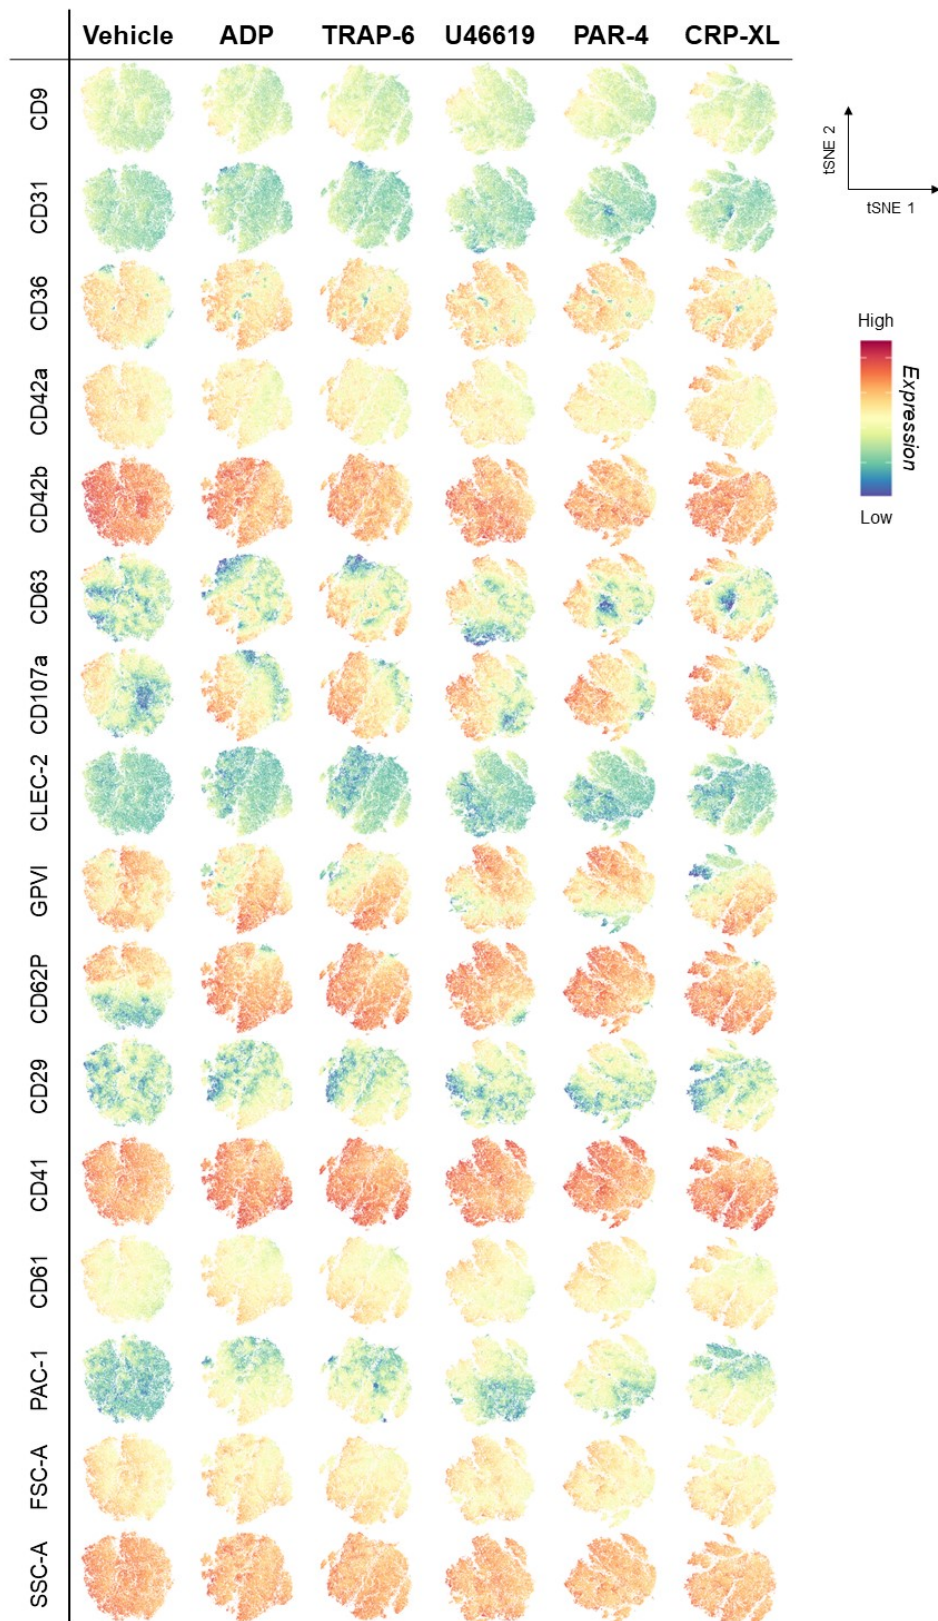 Vehicle ADP TRAP-6 U46619 PAR-4 CRP-XL
CD9
CD31
CD36
CD42a
CD42b
CD63
CD107a
CLEC-2
GPVI
CD62P
CD29
CD41
CD61
PAC-1
FSC-A
SSC-A
tSNE 2
tSNE 1
High
Expression
Low